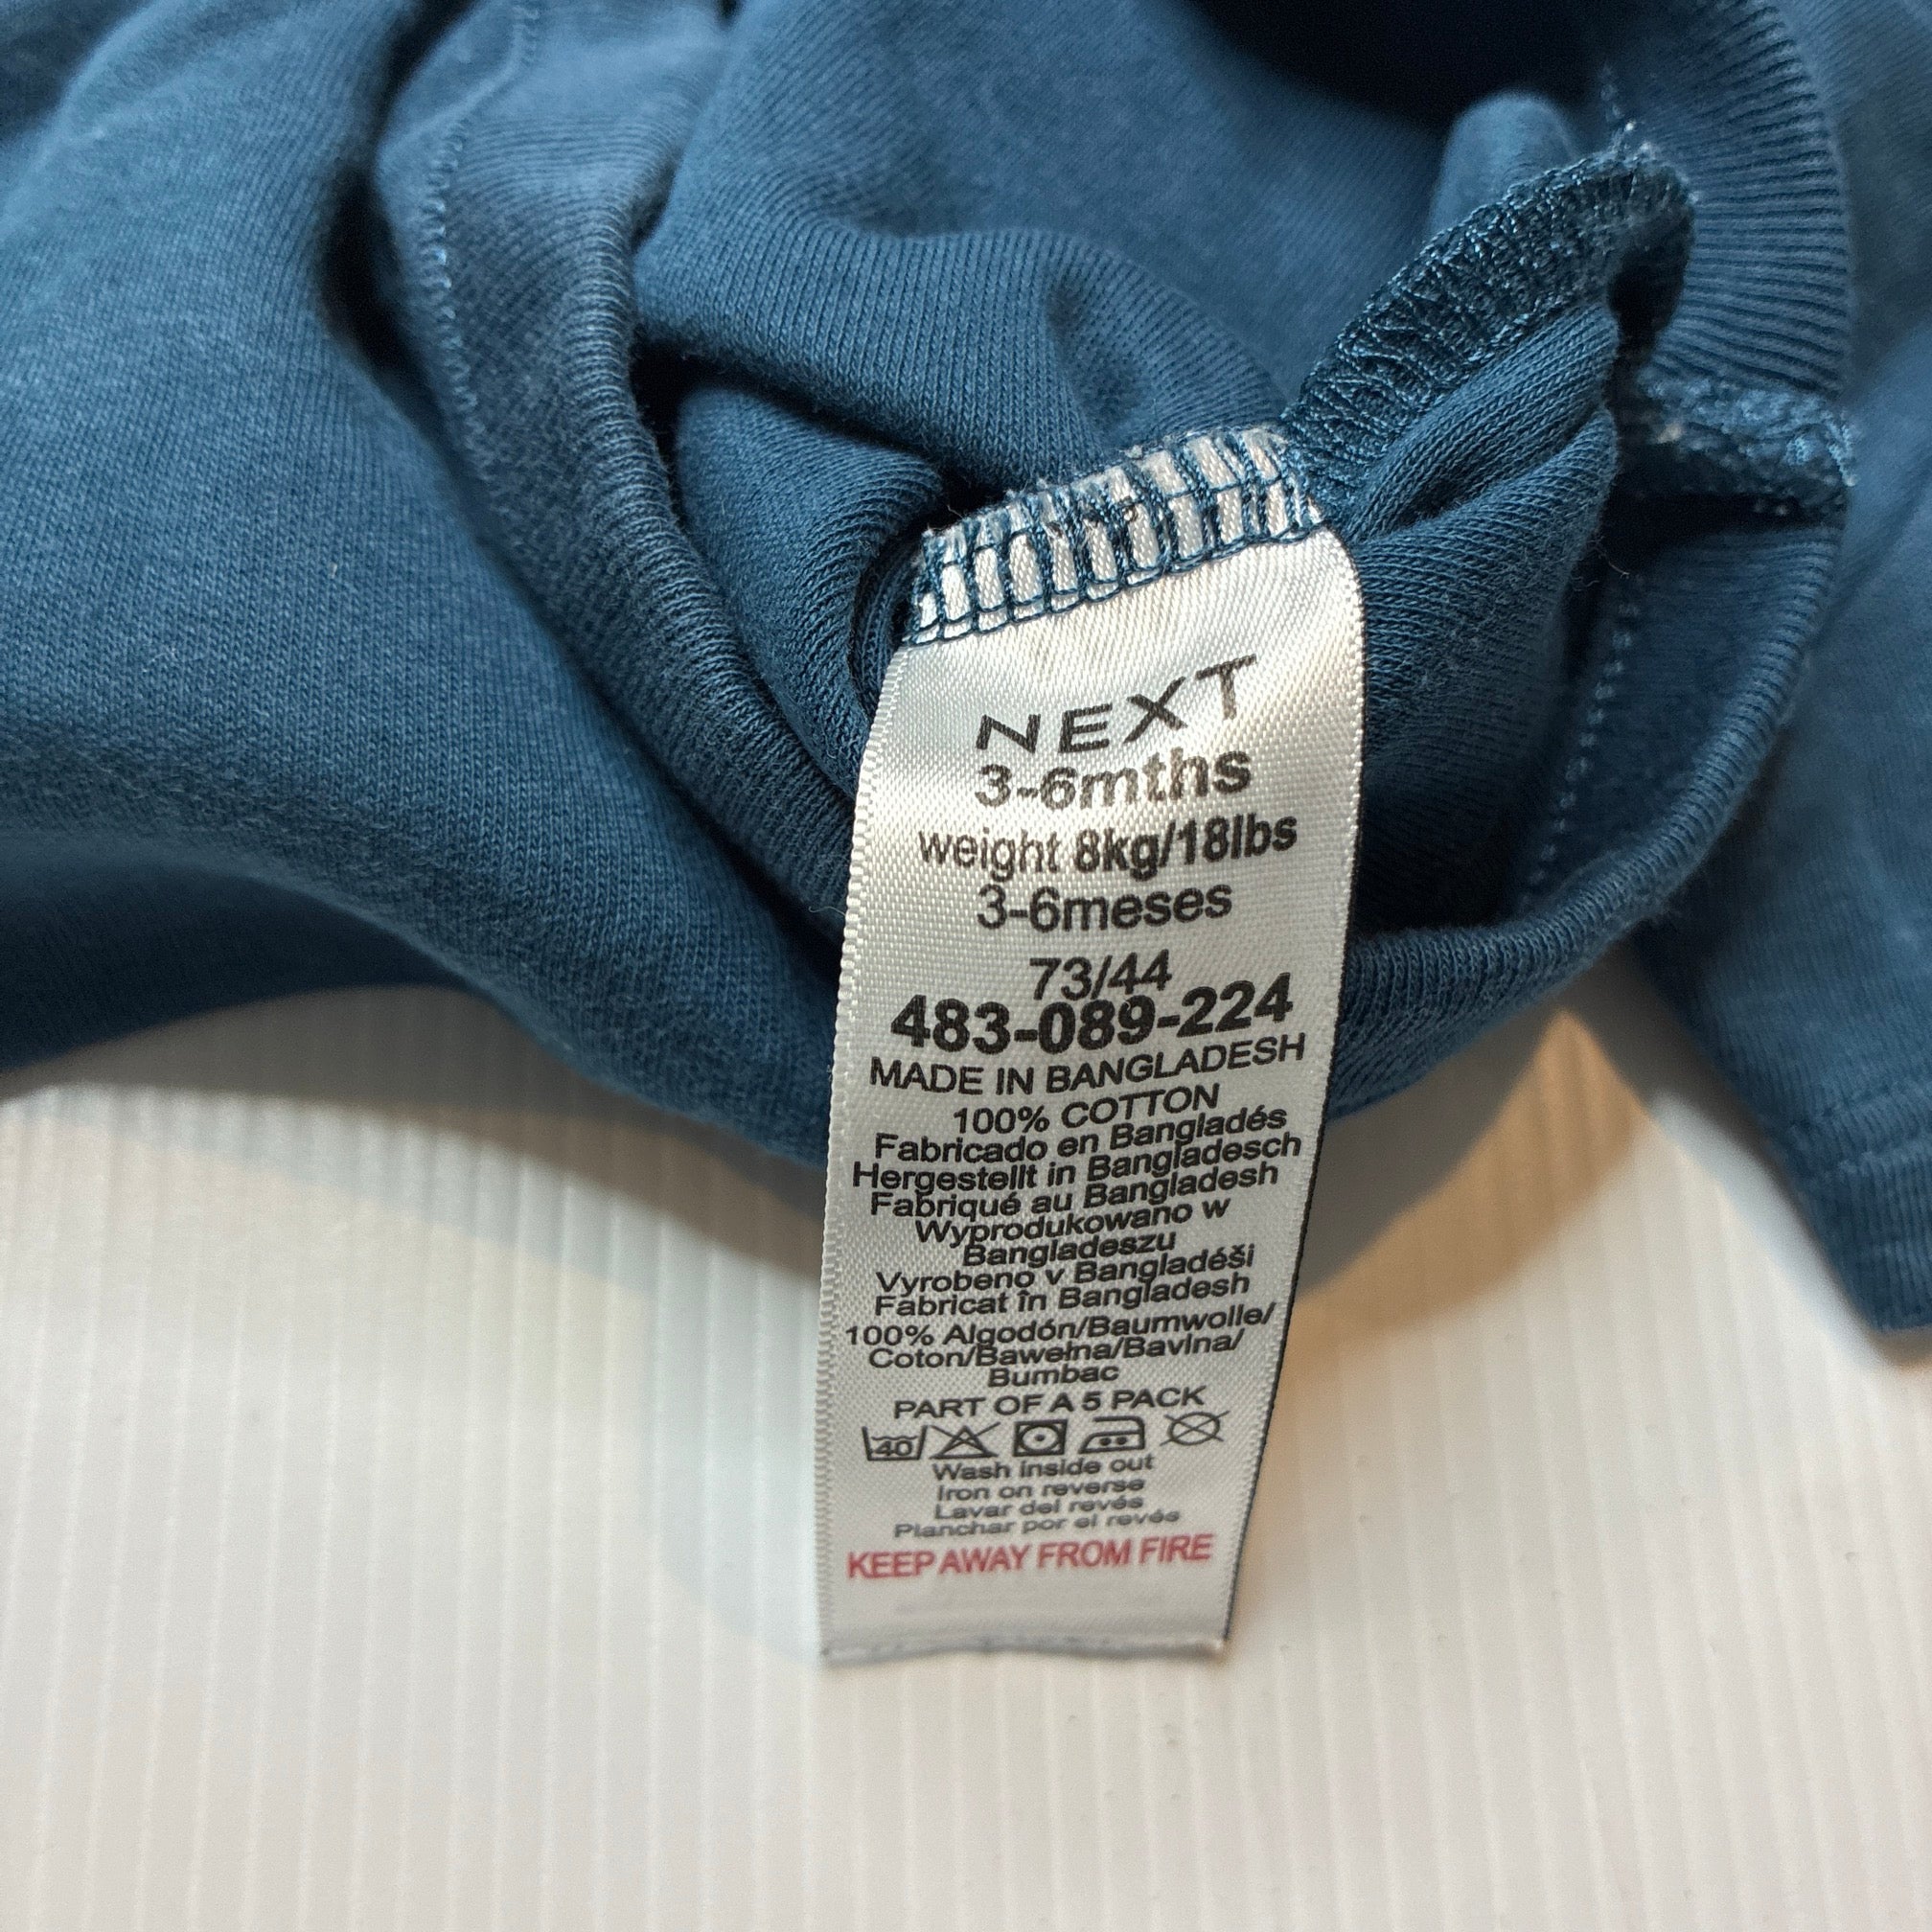 NEXT
3-6mths
weight 8kg/18lbs
3-6meses
73/44
483-089-224
MADE IN BANGLADESH
100% COTTON
Fabricado en Bangladés
Hergestellt in Bangladesch
Fabriqué au Bangladesh
Wyprodukowano w
Bangladeszu
Vyrobeno v Bangladéši
Fabricat în Bangladesh
100% Algodón/Baumwolle/
Coton/Bawełna/Bavlna/
Bumbac
PART OF A 5 PACK
40
Wash inside out
Iron on reverse
Lavar del revés
Planchar por el revés
KEEP AWAY FROM FIRE